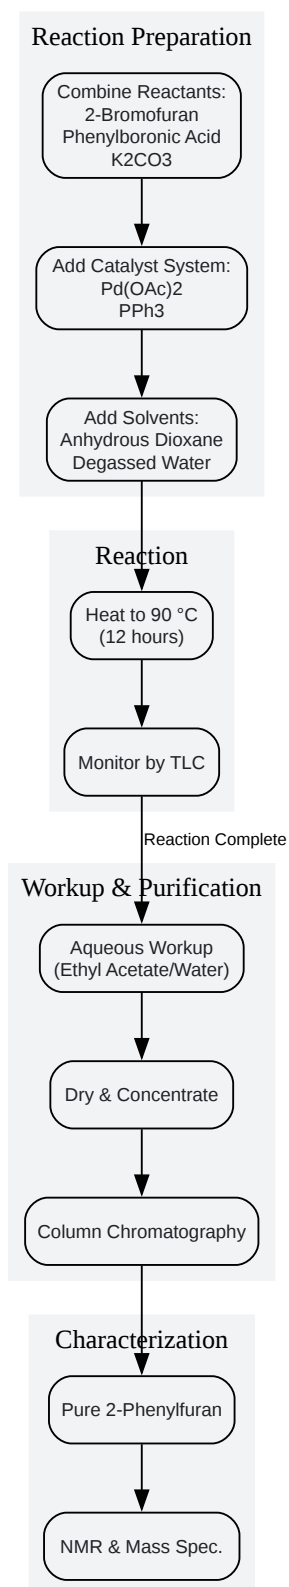 Reaction Preparation
Combine Reactants:
2-Bromofuran
Phenylboronic Acid
K2CO3
Add Catalyst System:
Pd(OAc)2
PPh3
Add Solvents:
Anhydrous Dioxane
Degassed Water
Reaction
Heat to 90 °C
(12 hours)
Monitor by TLC
Reaction Complete
Workup & Purification
Aqueous Workup
(Ethyl Acetate/Water)
Dry & Concentrate
Column Chromatography
Characterization
Pure 2-Phenylfuran
NMR & Mass Spec.